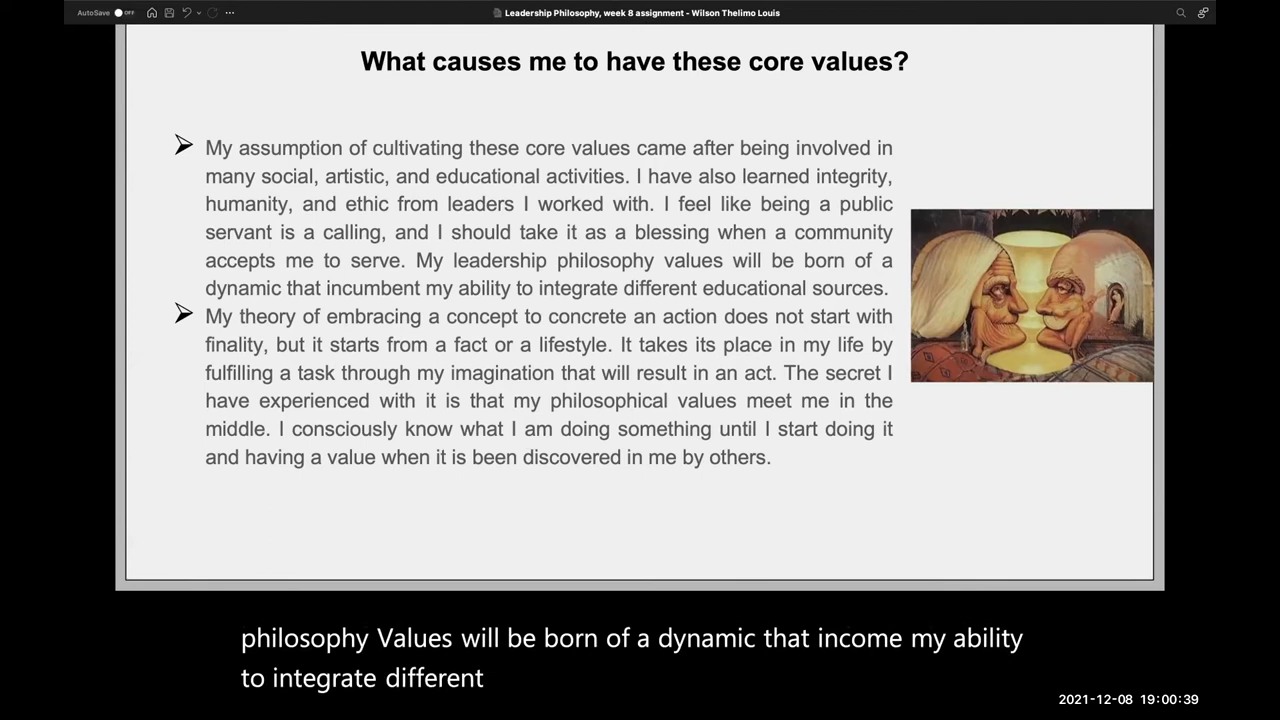 AutoSave OFF
Leadership Philosophy, week 8 assignment - Wilson Thelimo Louis
What causes me to have these core values?
My assumption of cultivating these core values came after being involved in
many social, artistic, and educational activities. I have also learned integrity,
humanity, and ethic from leaders I worked with. I feel like being a public
servant is a calling, and I should take it as a blessing when a community
accepts me to serve. My leadership philosophy values will be born of a
dynamic that incumbent my ability to integrate different educational sources.
My theory of embracing a concept to concrete an action does not start with
finality, but it starts from a fact or a lifestyle. It takes its place in my life by
fulfilling a task through my imagination that will result in an act. The secret I
have experienced with it is that my philosophical values meet me in the
middle. I consciously know what I am doing something until I start doing it
and having a value when it is been discovered in me by others.
philosophy Values will be born of a dynamic that income my ability
to integrate different
2021-12-08 19:00:39